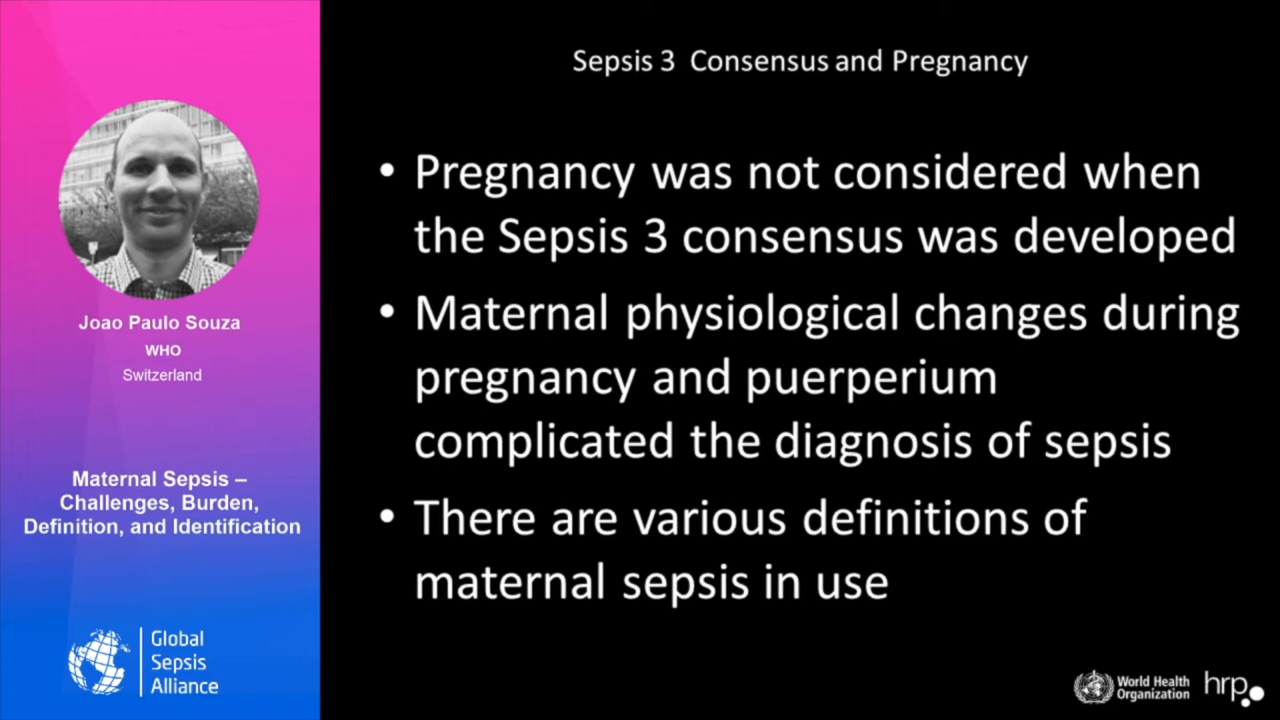 Joao Paulo Souza
WHO
Switzerland
Maternal Sepsis –
Challenges, Burden,
Definition, and Identification
Global
Sepsis
Alliance
Sepsis 3 Consensus and Pregnancy
• Pregnancy was not considered when
the Sepsis 3 consensus was developed
• Maternal physiological changes during
pregnancy and puerperium
complicated the diagnosis of sepsis
• There are various definitions of
maternal sepsis in use
World Health
Organization
hrp